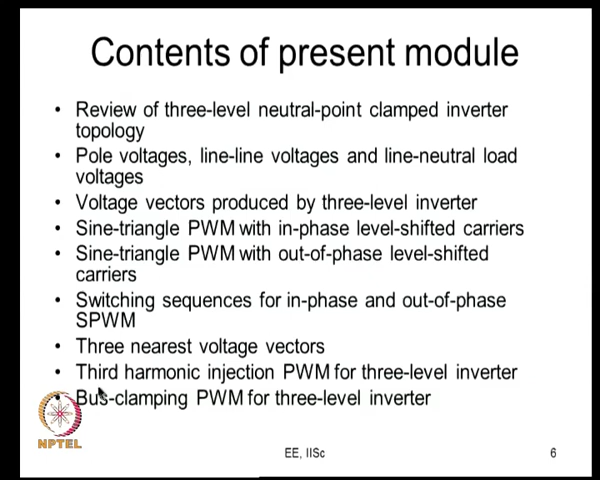 Contents of present module
• Review of three-level neutral-point clamped inverter
topology
• Pole voltages, line-line voltages and line-neutral load
voltages
• Voltage vectors produced by three-level inverter
• Sine-triangle PWM with in-phase level-shifted carriers
• Sine-triangle PWM with out-of-phase level-shifted
carriers
• Switching sequences for in-phase and out-of-phase
SPWM
• Three nearest voltage vectors
• Third harmonic injection PWM for three-level inverter
• Bus-clamping PWM for three-level inverter
NPTEL
EE, IISc
6